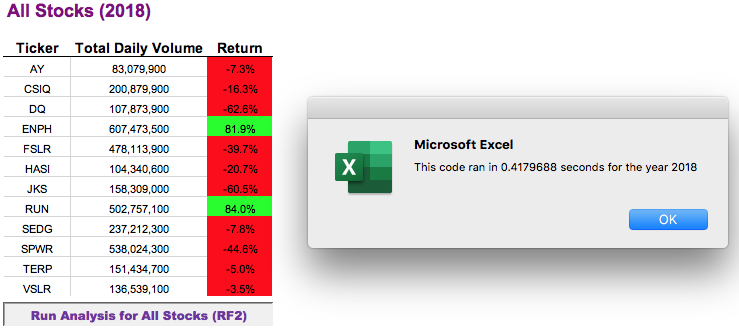 All Stocks (2018)
Ticker Total Daily Volume Return
AY 83,079,900 -7.3%
CSIQ 200,879,900 -16.3%
DQ 107,873,900 -62.6%
ENPH 607,473,500 81.9%
FSLR 478,113,900 -39.7%
HASI 104,340,600 -20.7%
JKS 158,309,000 -60.5%
RUN 502,757,100 84.0%
SEDG 237,212,300 -7.8%
SPWR 538,024,300 -44.6%
TERP 151,434,700 -5.0%
VSLR 136,539,100 -3.5%
Run Analysis for All Stocks (RF2)
X
Microsoft Excel
This code ran in 0.4179688 seconds for the year 2018
OK